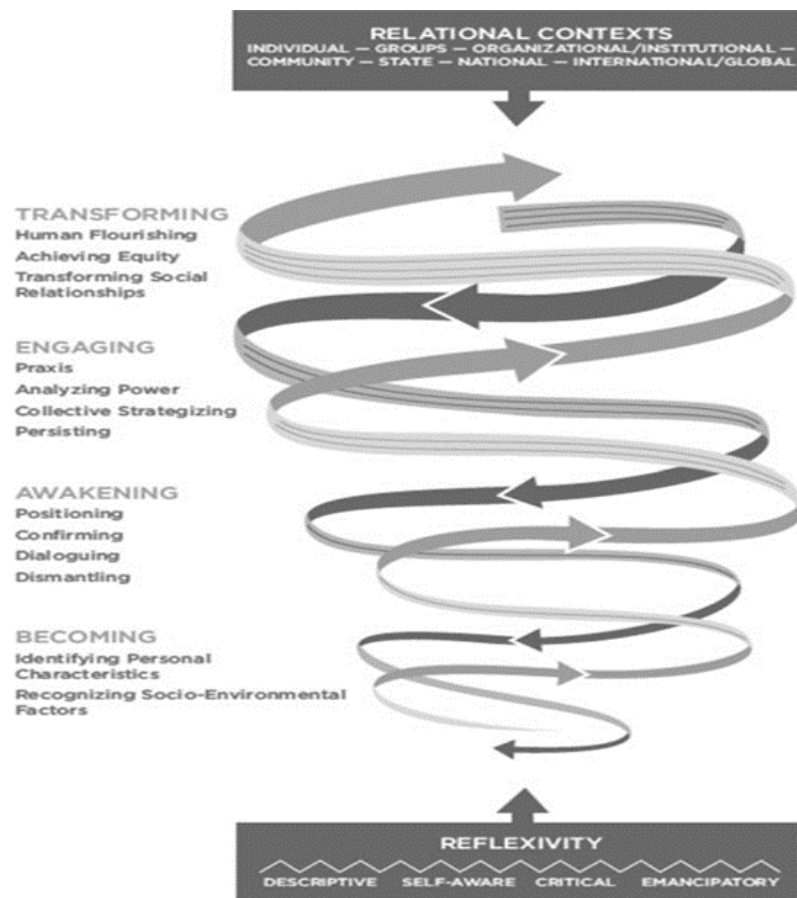 RELATIONAL CONTEXTS
INDIVIDUAL — GROUPS — ORGANIZATIONAL/INSTITUTIONAL —
COMMUNITY — STATE — NATIONAL — INTERNATIONAL/GLOBAL
TRANSFORMING
Human Flourishing
Achieving Equity
Transforming Social
Relationships
ENGAGING
Praxis
Analyzing Power
Collective Strategizing
Persisting
AWAKENING
Positioning
Confirming
Dialoguing
Dismantling
BECOMING
Identifying Personal
Characteristics
Recognizing Socio-Environmental
Factors
REFLEXIVITY
DESCRIPTIVE SELF-AWARE CRITICAL EMANCIPATORY